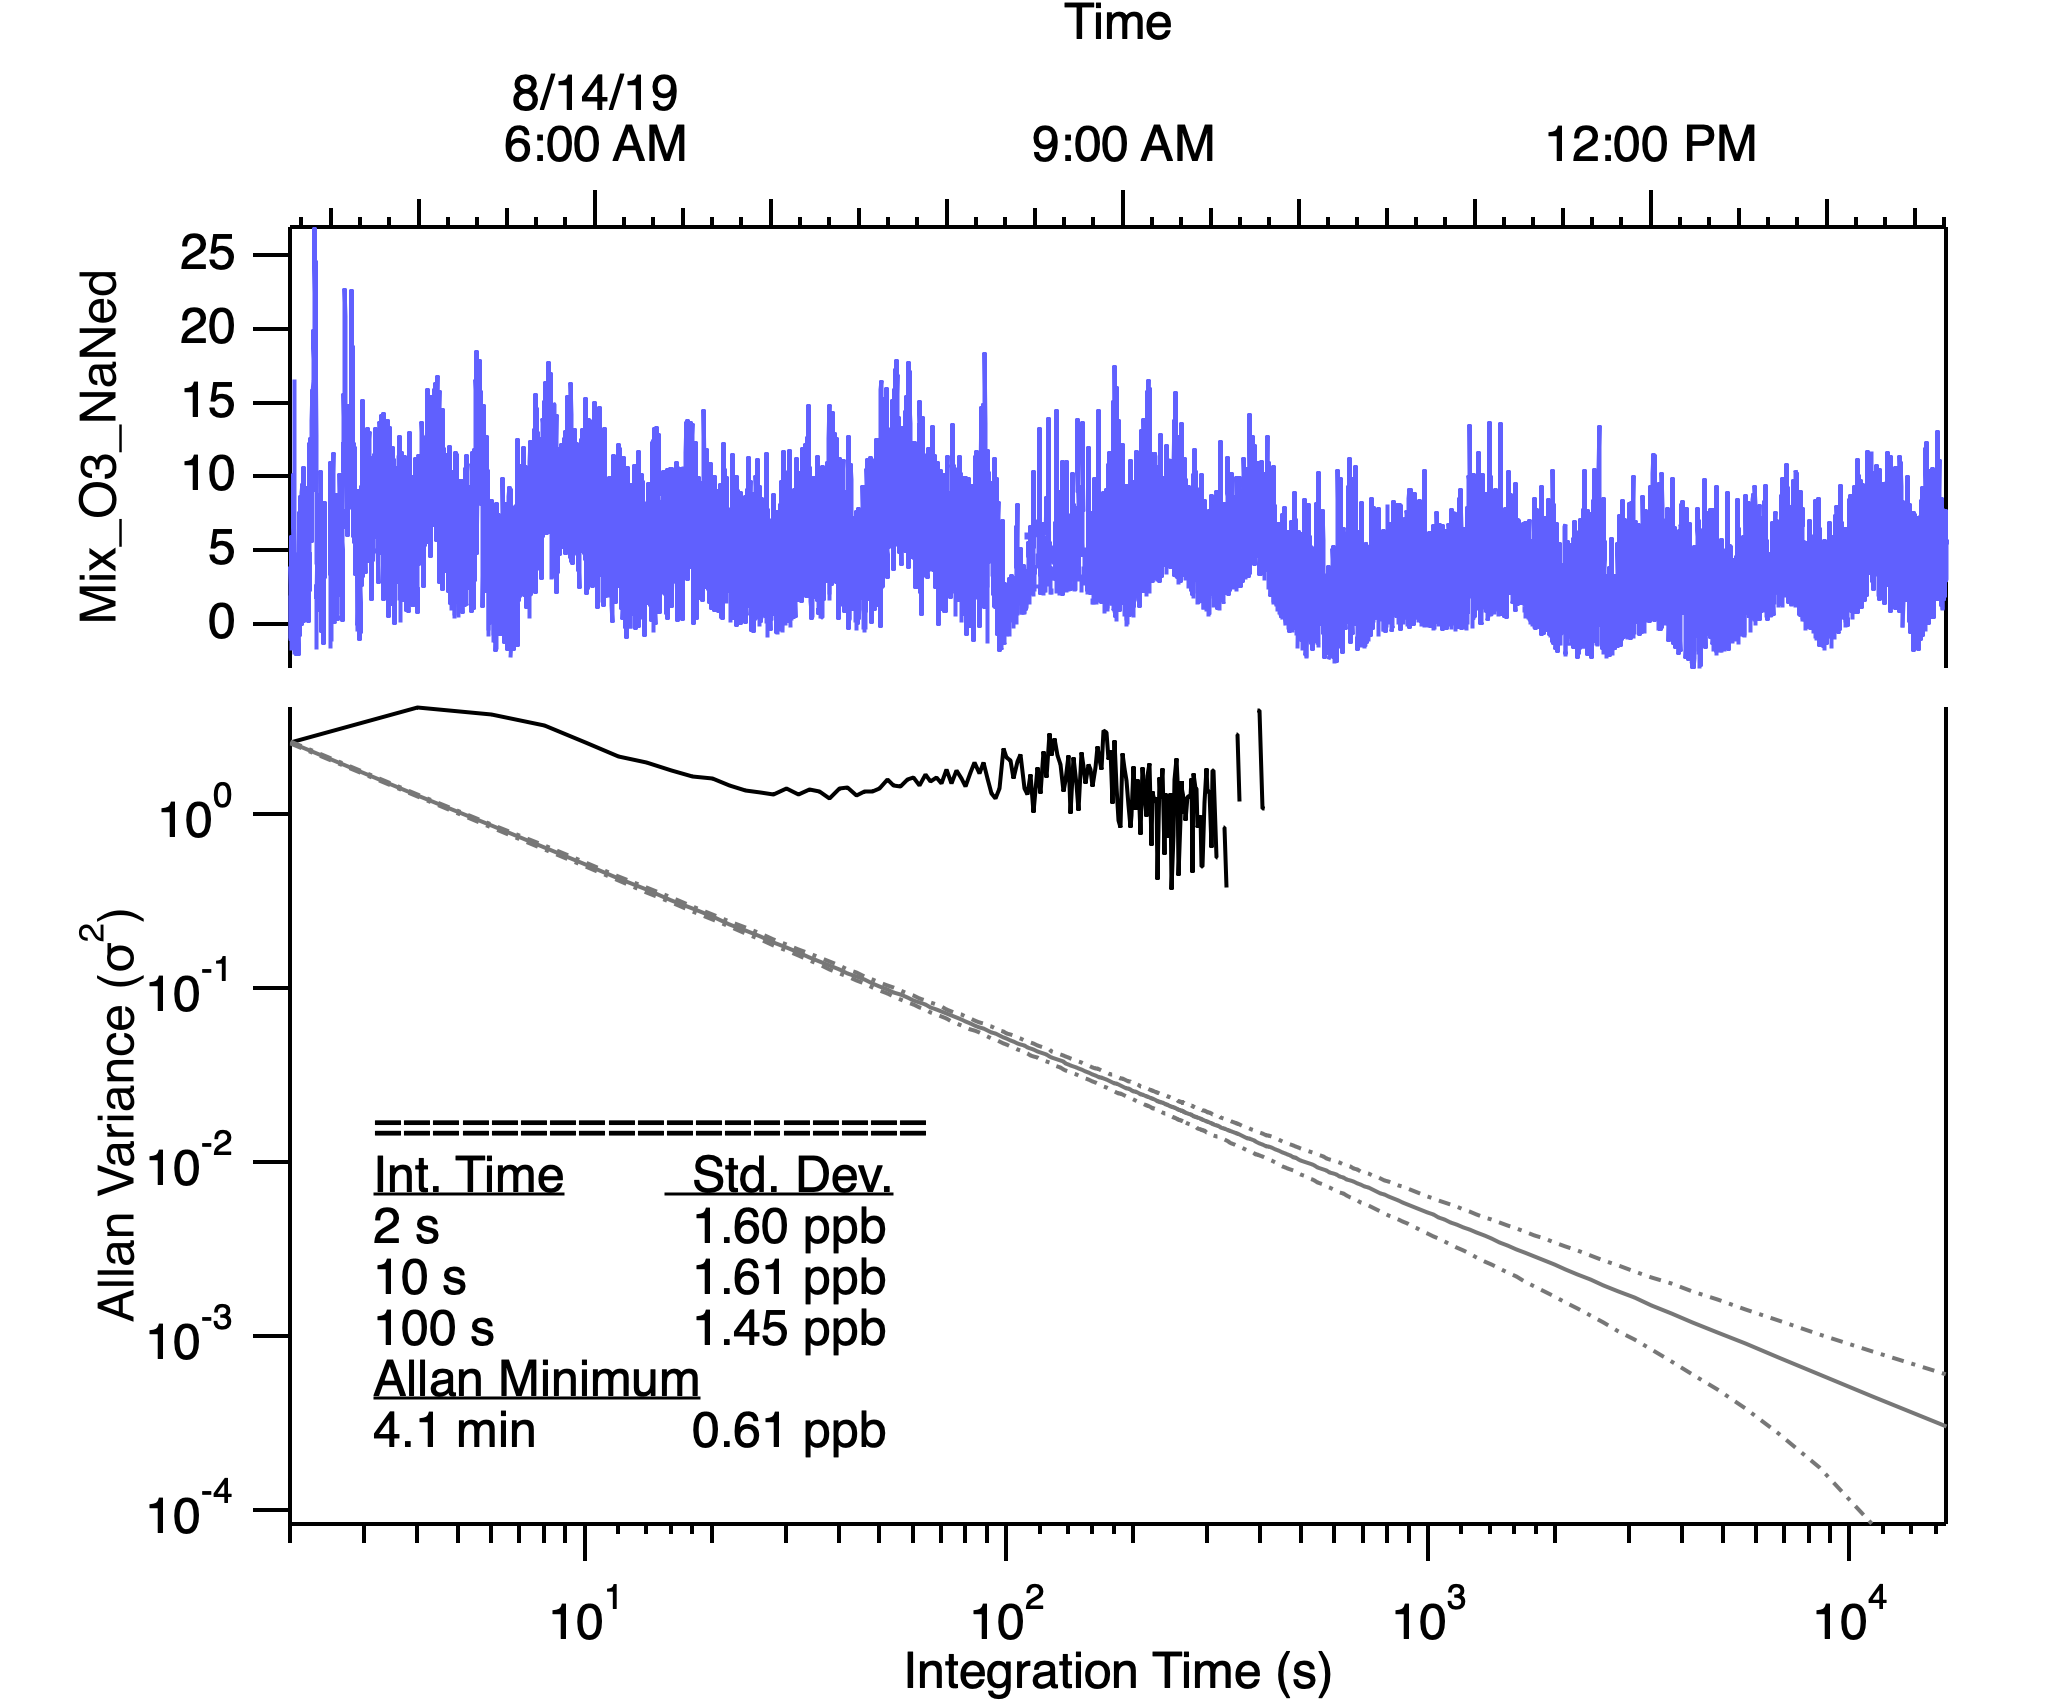 Time
8/14/19
6:00 AM 9:00 AM 12:00 PM
25
20
15
10
5
0
Mix_O3_NaNed
10^0
10^-1
10^-2
10^-3
10^-4
Allan Variance (σ^2)
===================
Int. Time Std. Dev.
2 s 1.60 ppb
10 s 1.61 ppb
100 s 1.45 ppb
Allan Minimum
4.1 min 0.61 ppb
10^1 10^2 10^3 10^4
Integration Time (s)